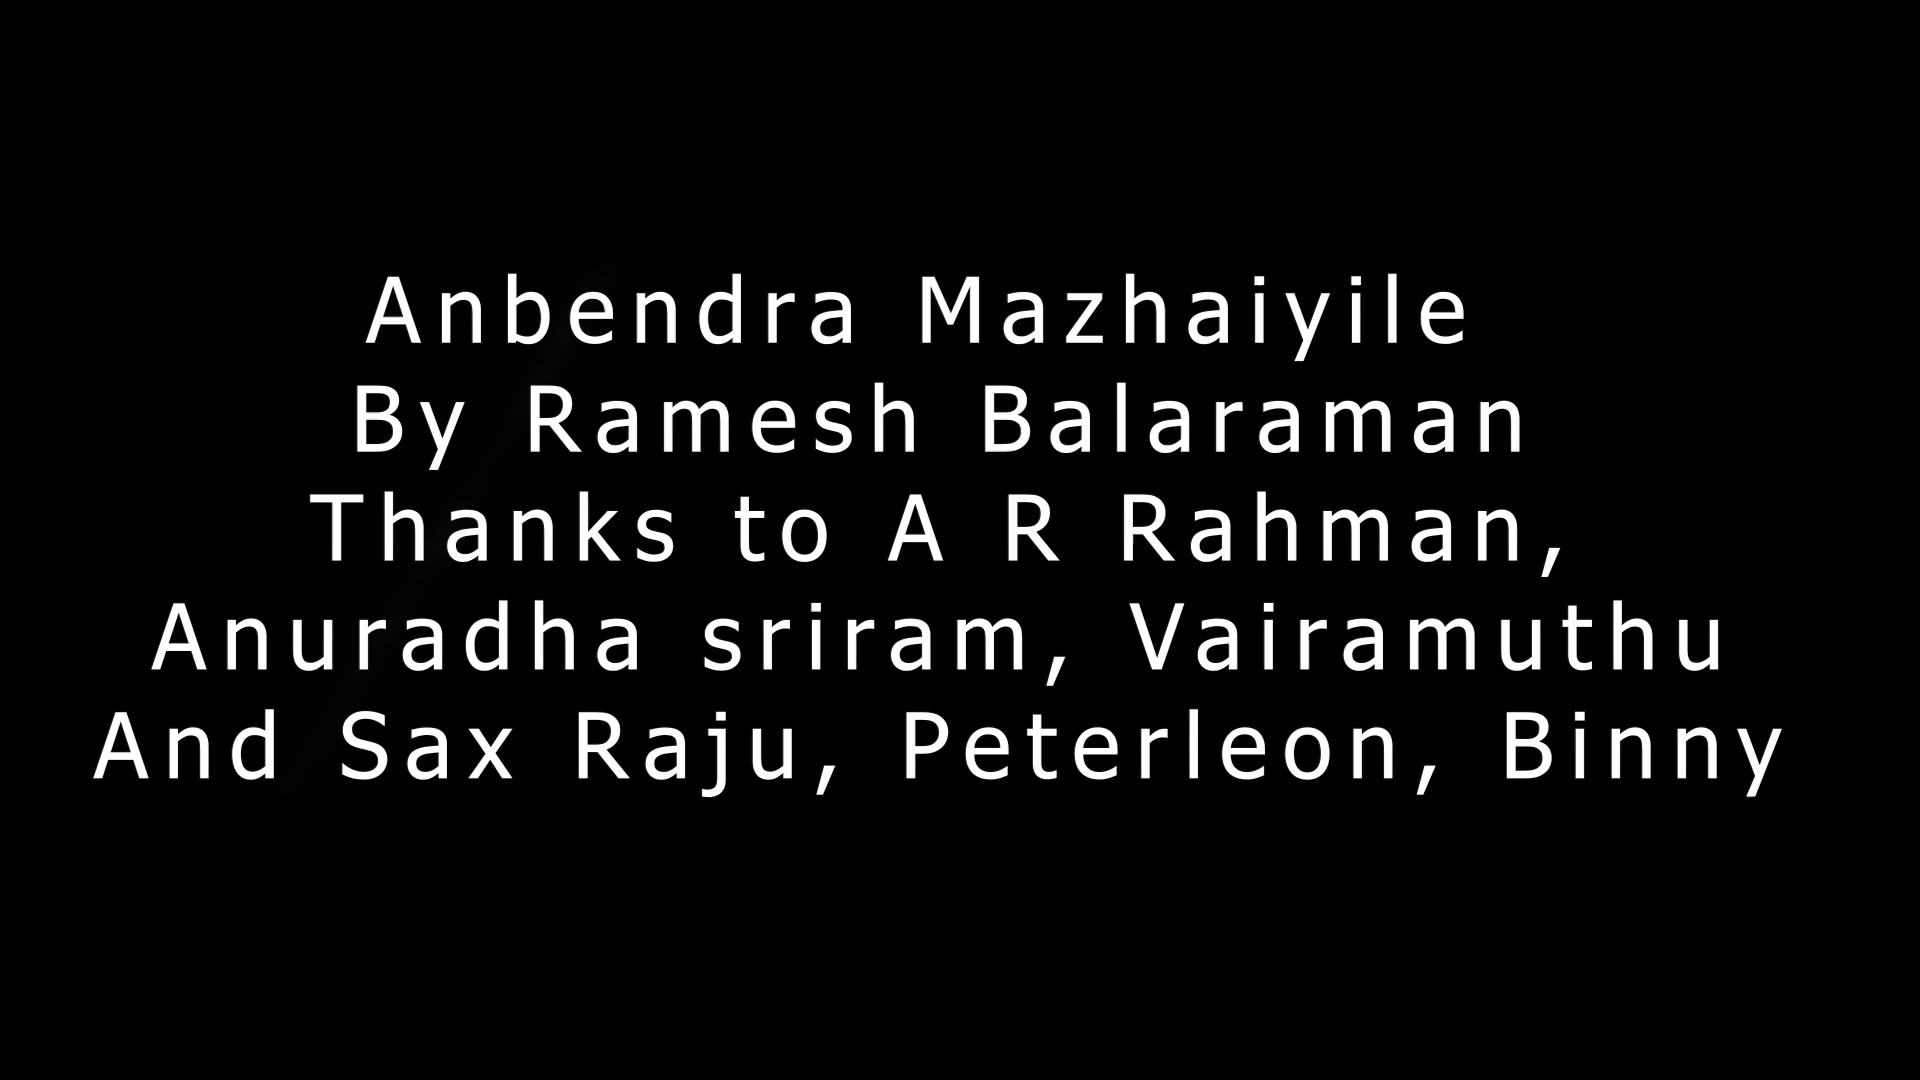 Anbendra Mazhaiyile
By Ramesh Balaraman
Thanks to A R Rahman,
Anuradha sriram, Vairamuthu
And Sax Raju, Peterleon, Binny